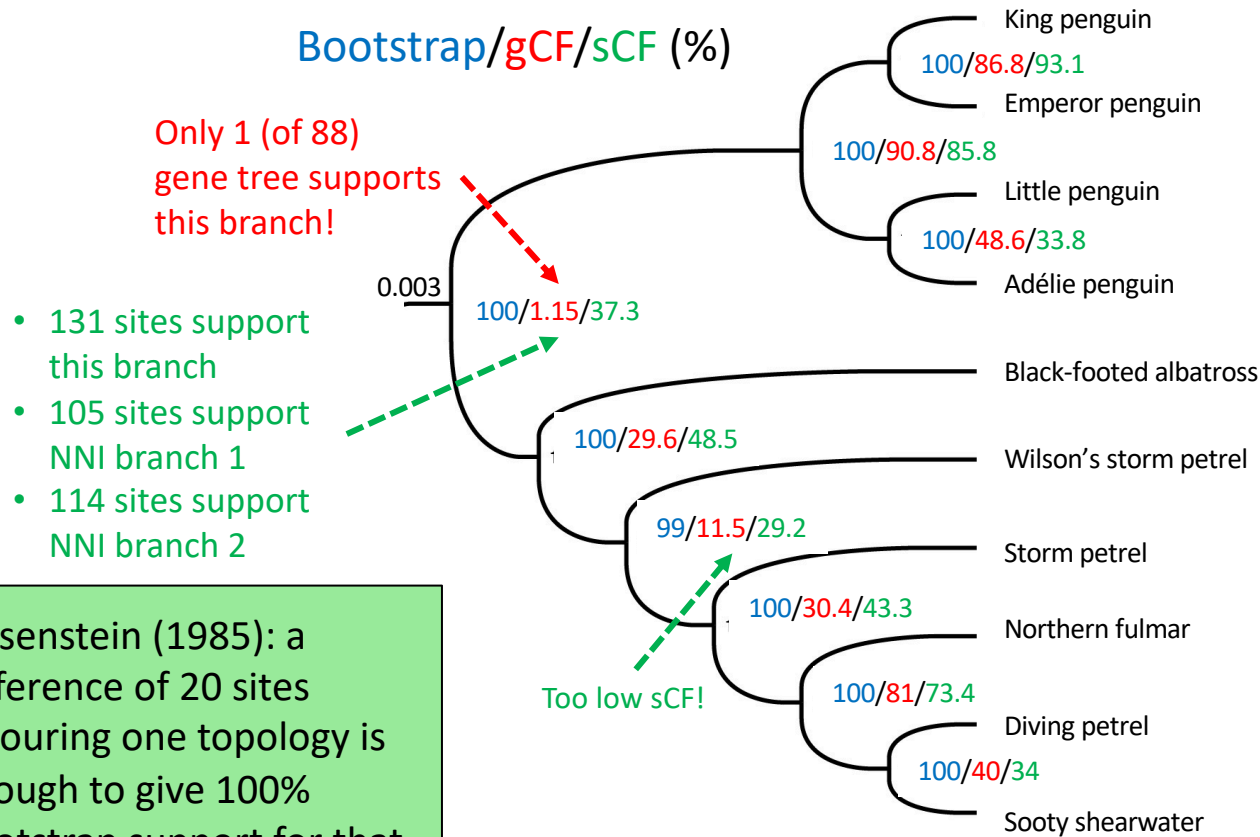 Bootstrap/gCF/sCF (%)
Only 1 (of 88)
gene tree supports
this branch!
• 131 sites support
this branch
• 105 sites support
NNI branch 1
• 114 sites support
NNI branch 2
0.003
100/1.15/37.3
King penguin
100/86.8/93.1
Emperor penguin
100/90.8/85.8
Little penguin
100/48.6/33.8
Adélie penguin
Black-footed albatross
100/29.6/48.5
Wilson's storm petrel
99/11.5/29.2
Storm petrel
100/30.4/43.3
Northern fulmar
Too low sCF!
100/81/73.4
Diving petrel
100/40/34
Sooty shearwater
(1985): a
of 20 sites
one topology is
to give 100%
support for that